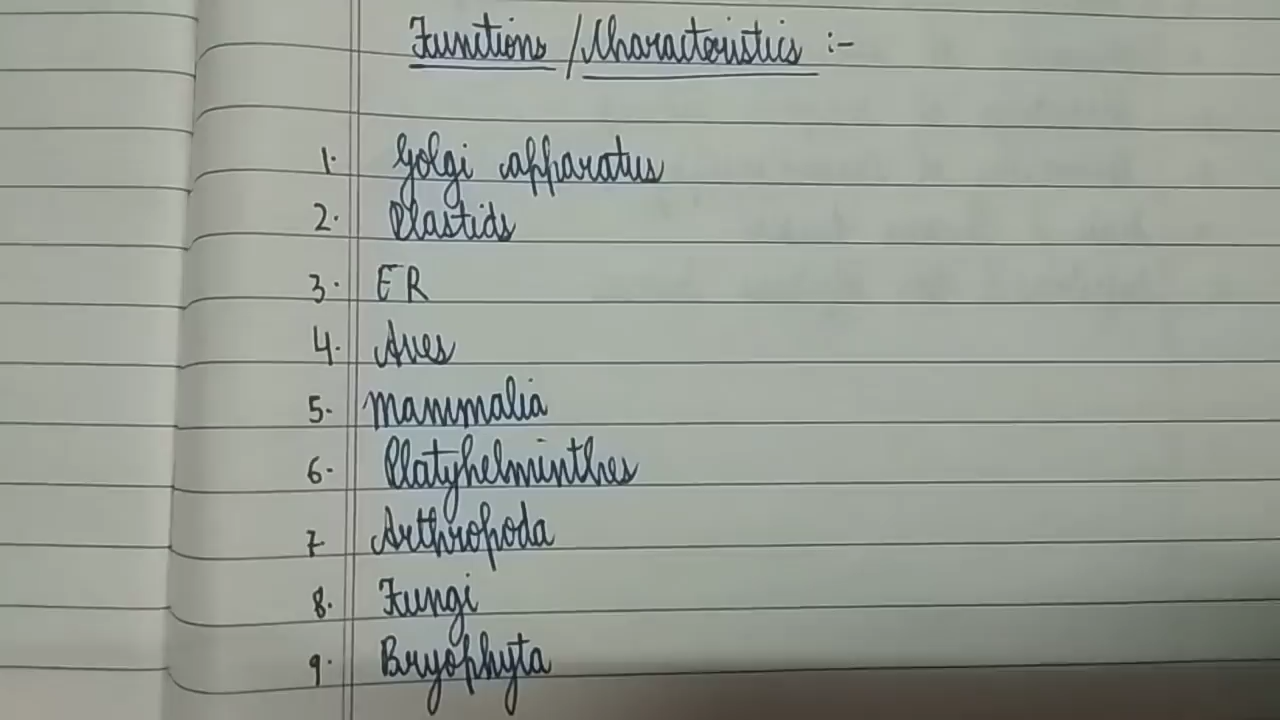 Functions / Characteristics :-
1. Golgi apparatus
2. Plastids
3. ER
4. Aves
5. Mammalia
6. Platyhelminthes
7. Arthropoda
8. Fungi
9. Bryophyta